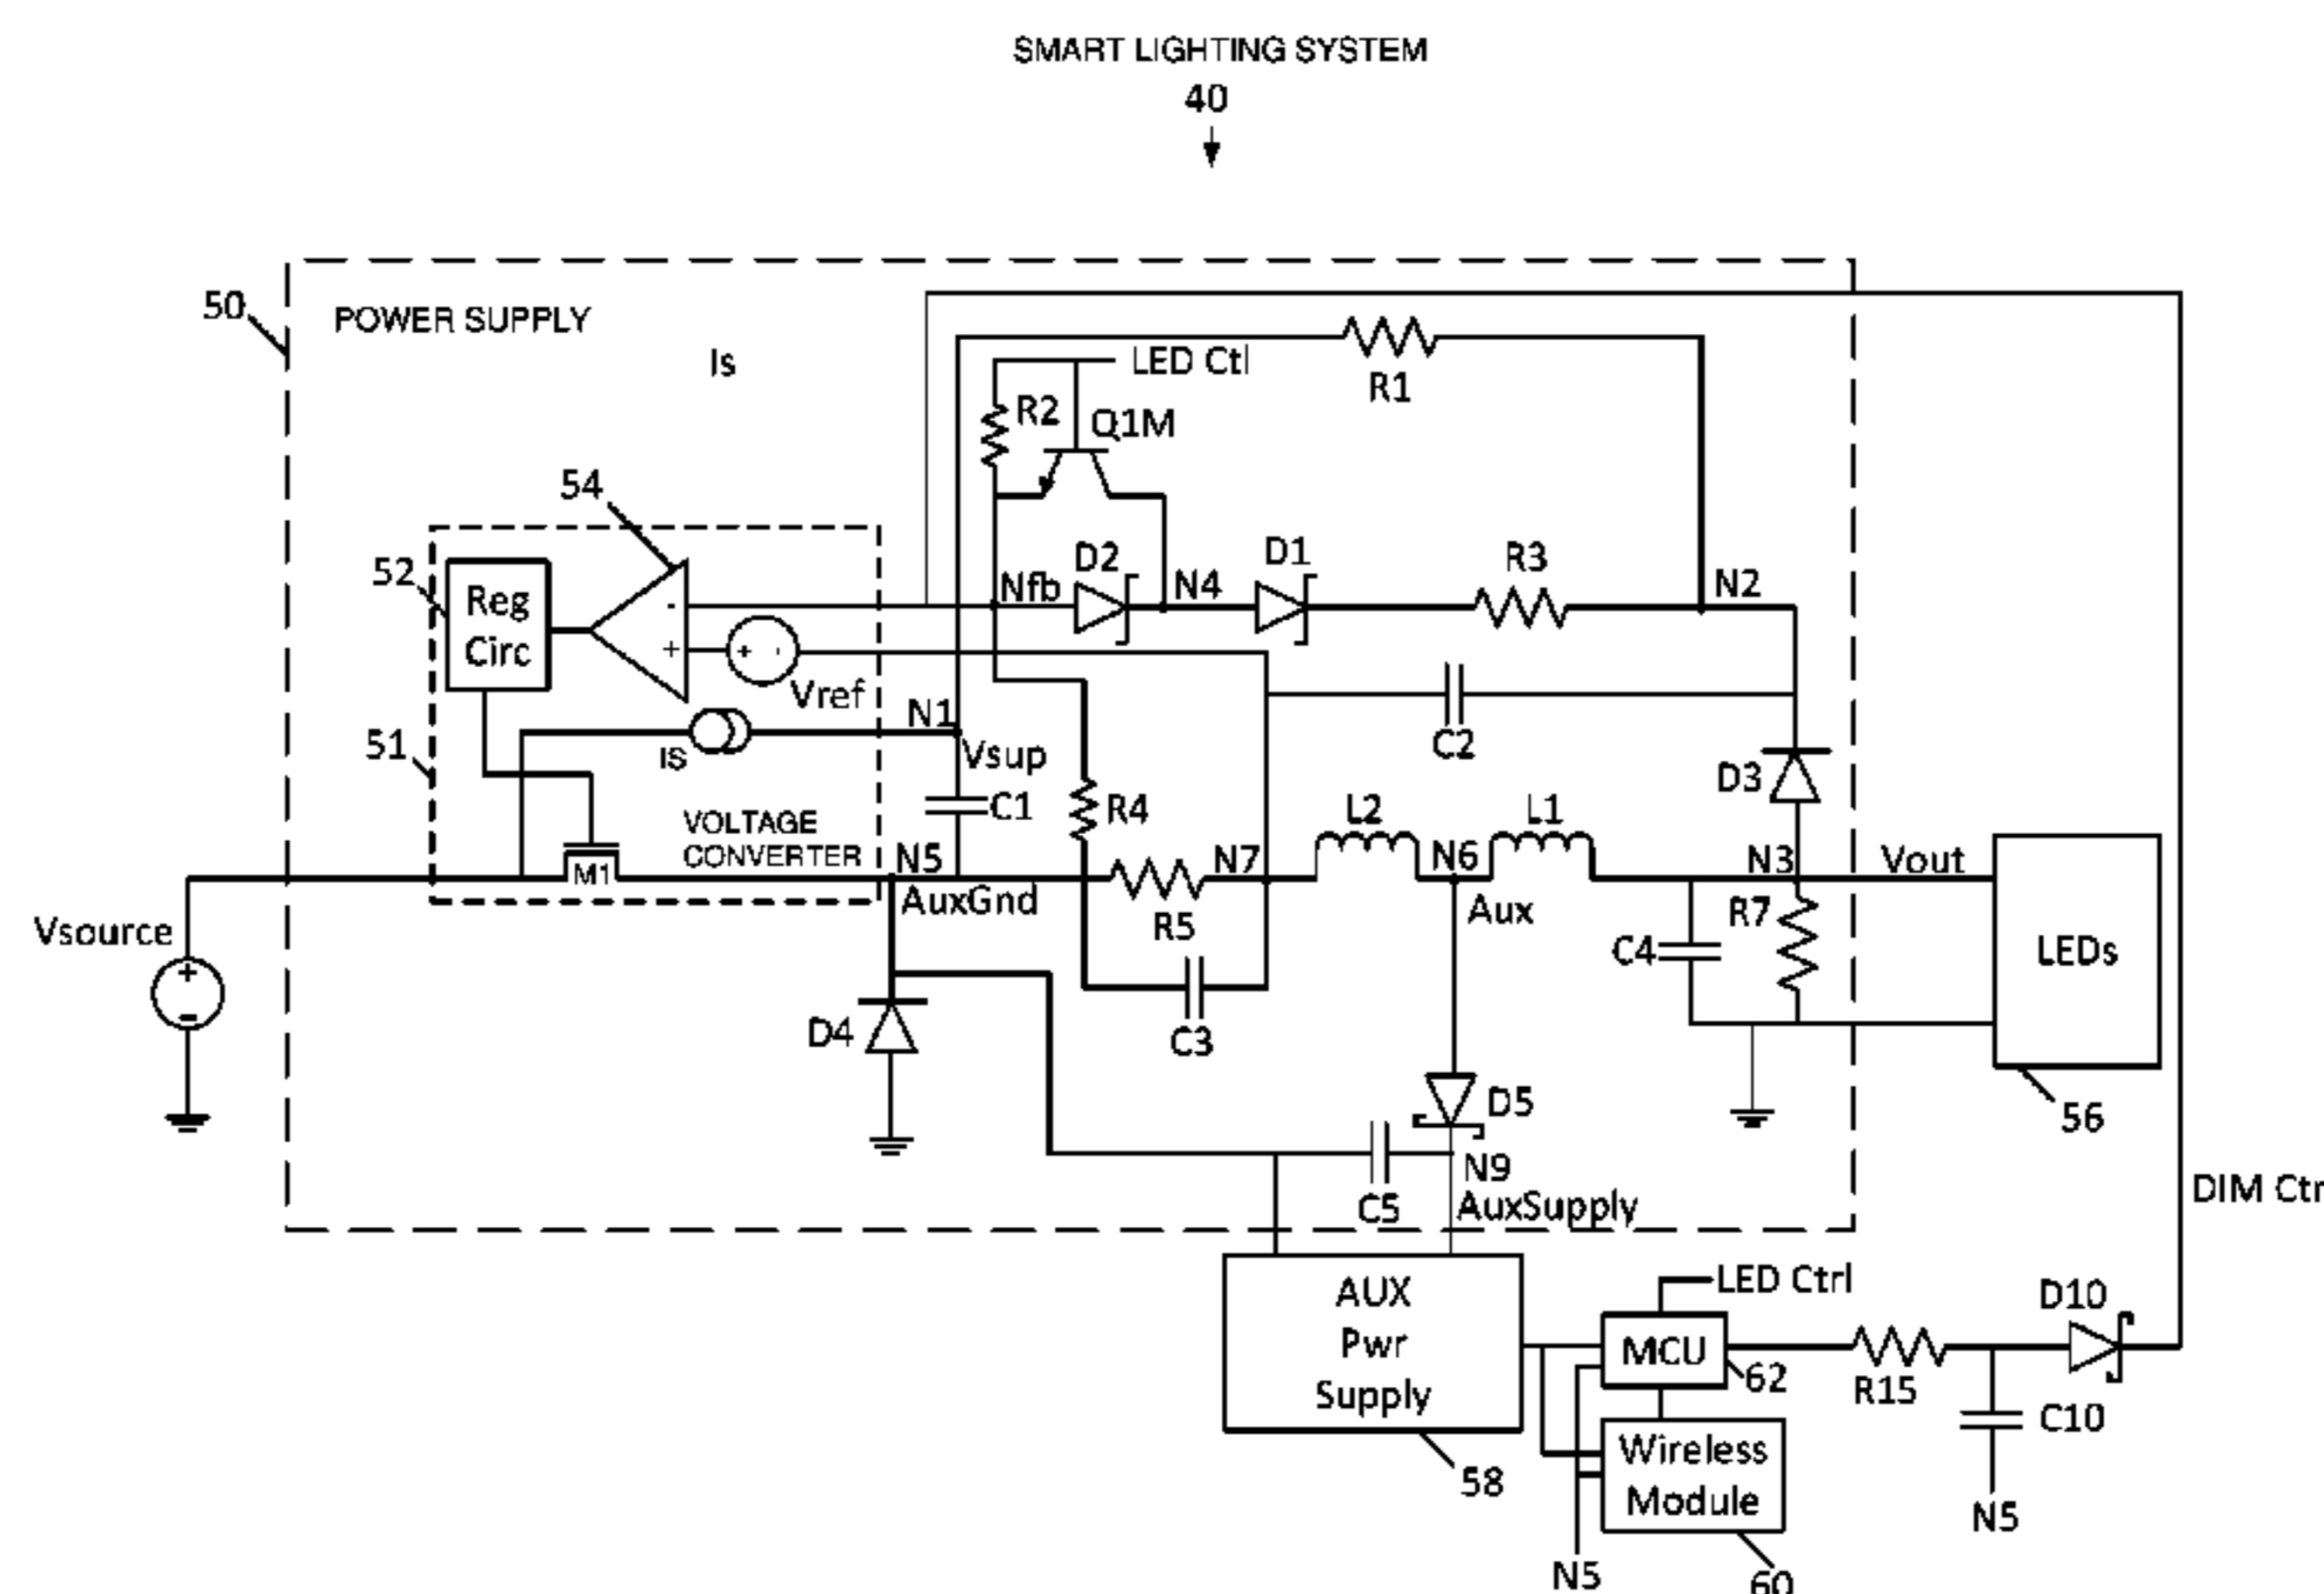 SMART LIGHTING SYSTEM
40
50
POWER SUPPLY
Is
LED Ctl
R1
R2
Q1M
54
52
Reg
Circ
-
+
+ -
Vref
Nfb
D2
N4
D1
R3
N2
51
IS
N1
Vsup
C2
D3
C1
R4
VOLTAGE
CONVERTER
M1
N5
AuxGnd
R5
N7
L2
N6
L1
N3
Vout
Aux
R7
C4
LEDs
56
Vsource
+
-
D4
C3
D5
N9
C5
AuxSupply
DIM Ctr
AUX
Pwr
Supply
58
LED Ctrl
MCU
62
R15
D10
C10
N5
Wireless
Module
60
N5